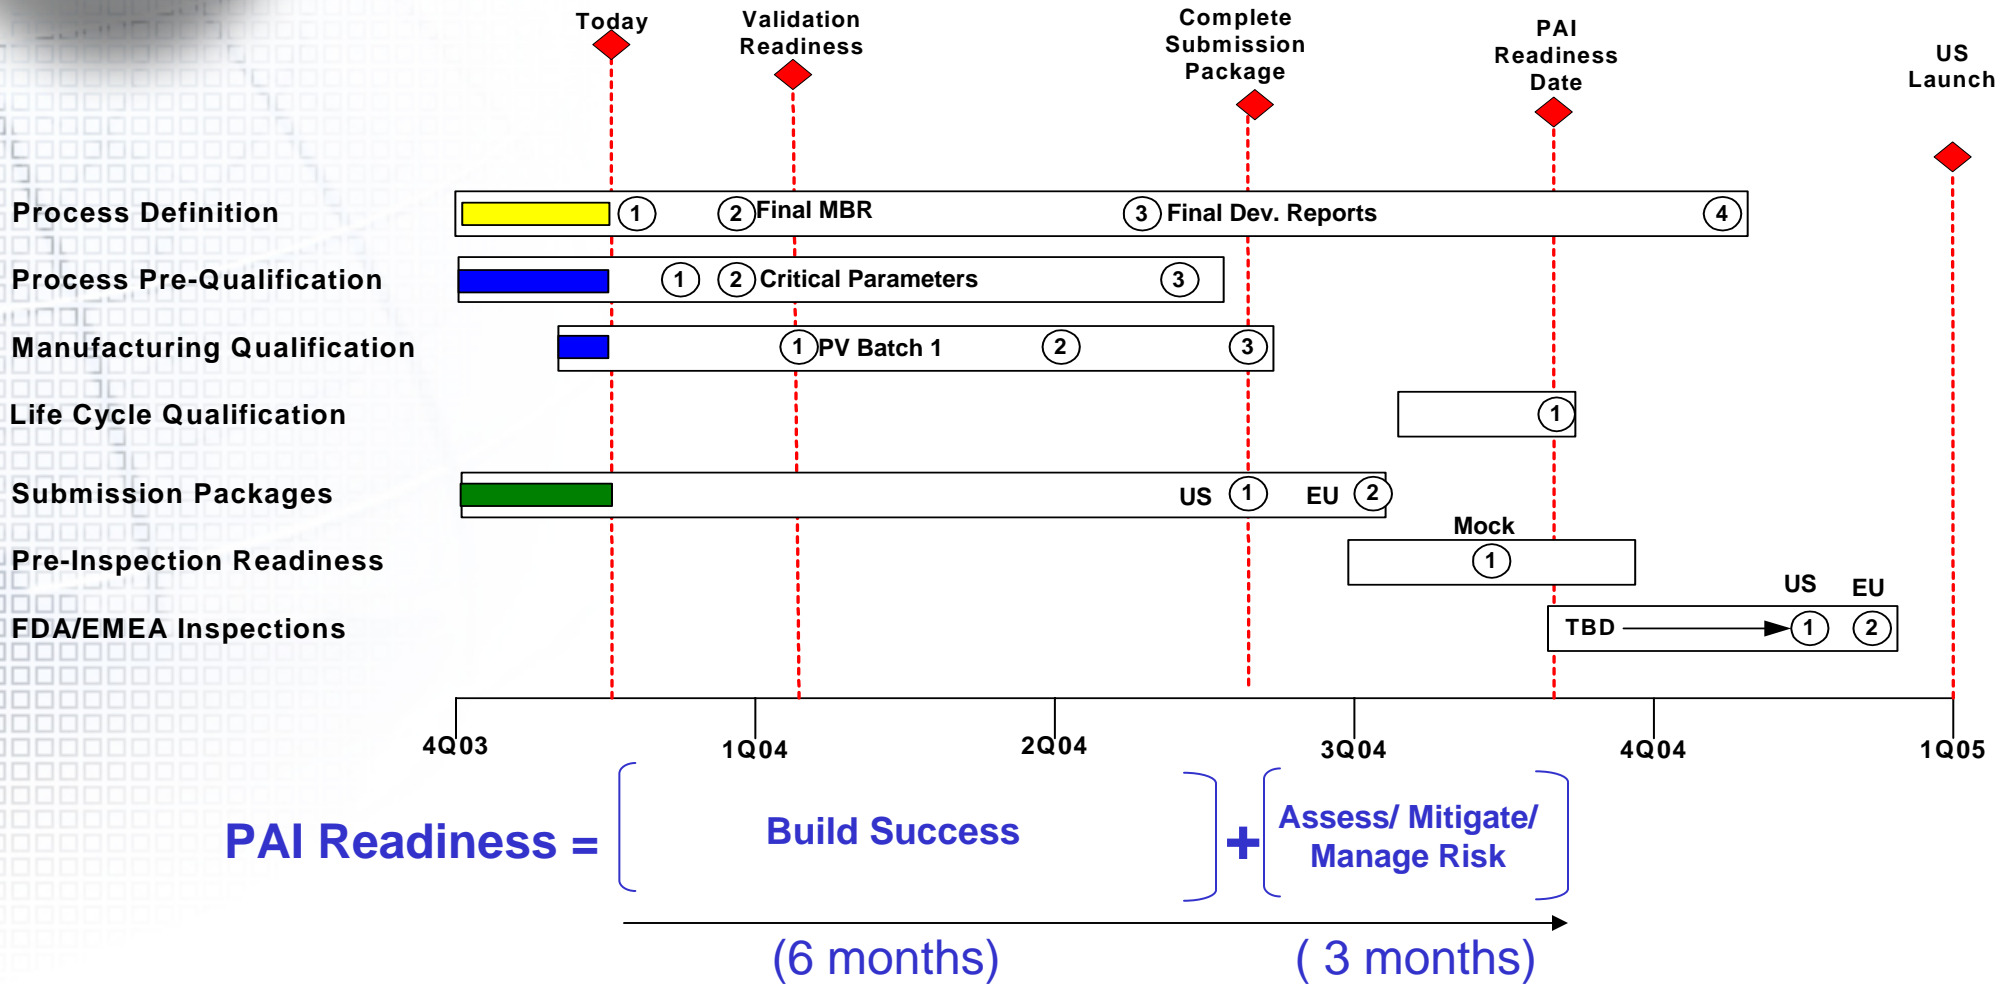 Today
Validation
Readiness
Complete
Submission
Package
PAI
Readiness
Date
US
Launch
Process Definition
1
2 Final MBR
3 Final Dev. Reports
4
Process Pre-Qualification
1
2 Critical Parameters
3
Manufacturing Qualification
1 PV Batch 1
2
3
Life Cycle Qualification
1
Submission Packages
US 1
EU 2
Mock
Pre-Inspection Readiness
1
US
EU
FDA/EMEA Inspections
TBD
1
2
4Q03
1Q04
2Q04
3Q04
4Q04
1Q05
PAI Readiness =
Build Success
+
Assess/ Mitigate/
Manage Risk
(6 months)
( 3 months)